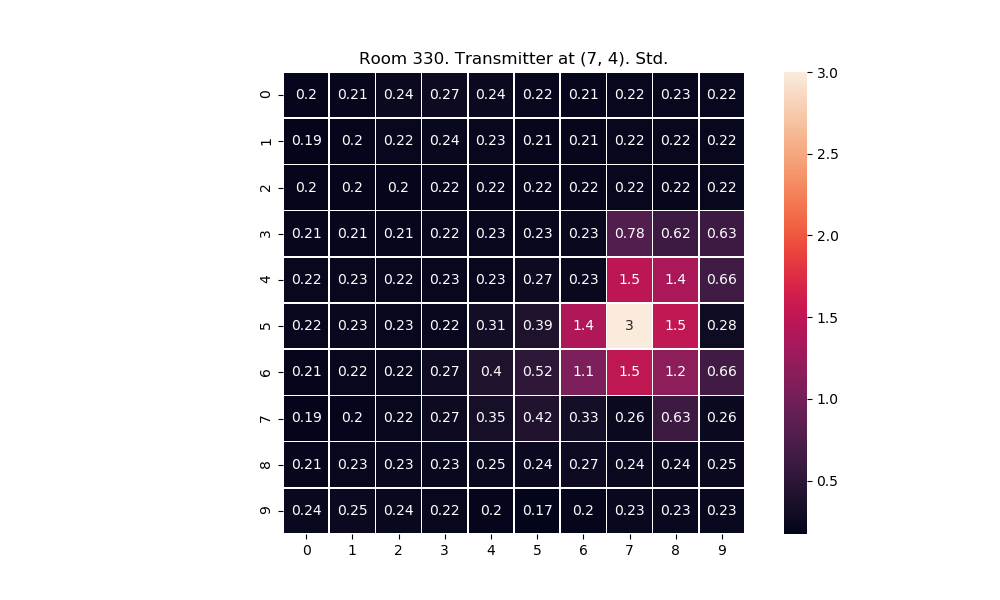 Room 330. Transmitter at (7, 4). Std.
0 0.2 0.21 0.24 0.27 0.24 0.22 0.21 0.22 0.23 0.22
1 0.19 0.2 0.22 0.24 0.23 0.21 0.21 0.22 0.22 0.22
2 0.2 0.2 0.2 0.22 0.22 0.22 0.22 0.22 0.22 0.22
3 0.21 0.21 0.21 0.22 0.23 0.23 0.23 0.78 0.62 0.63
4 0.22 0.23 0.22 0.23 0.23 0.27 0.23 1.5 1.4 0.66
5 0.22 0.23 0.23 0.22 0.31 0.39 1.4 3 1.5 0.28
6 0.21 0.22 0.22 0.27 0.4 0.52 1.1 1.5 1.2 0.66
7 0.19 0.2 0.22 0.27 0.35 0.42 0.33 0.26 0.63 0.26
8 0.21 0.23 0.23 0.23 0.25 0.24 0.27 0.24 0.24 0.25
9 0.24 0.25 0.24 0.22 0.2 0.17 0.2 0.23 0.23 0.23
0 1 2 3 4 5 6 7 8 9
3.0
2.5
2.0
1.5
1.0
0.5